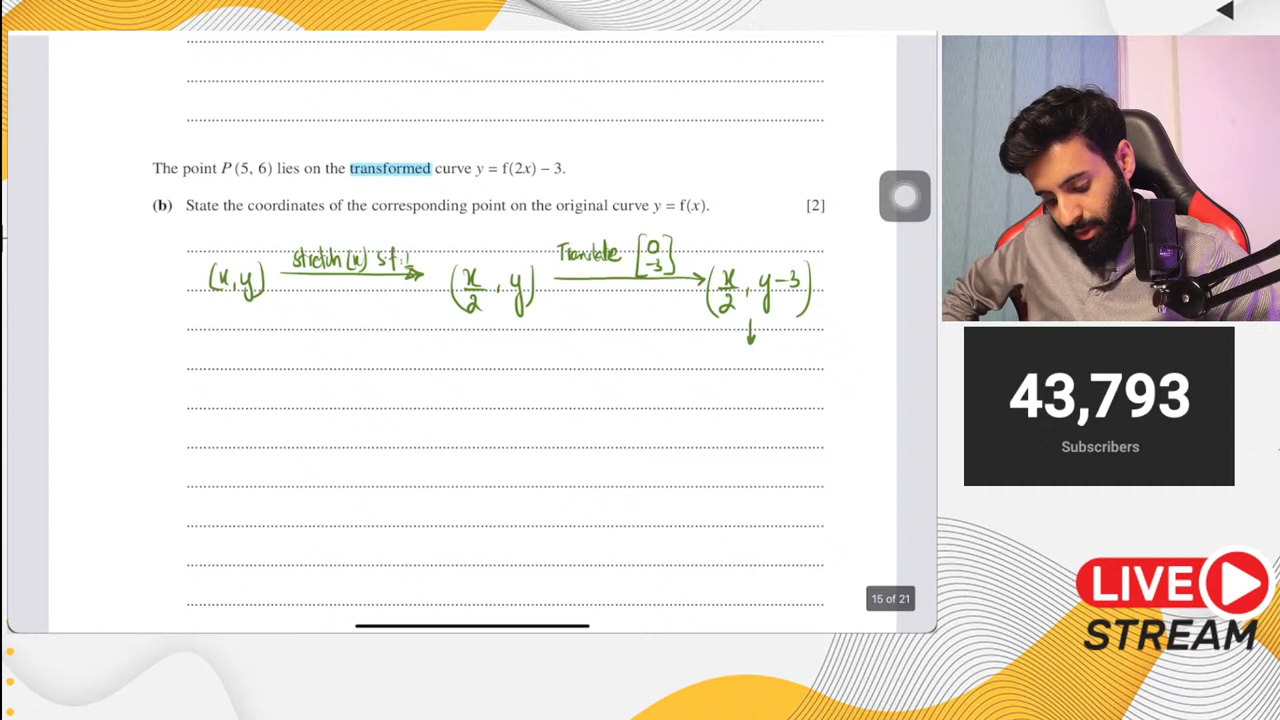 The point P (5, 6) lies on the transformed curve y = f(2x) – 3.
(b) State the coordinates of the corresponding point on the original curve y = f(x). [2]
stretch (x) s.f. : Translate [0 -3]
(x, y) (x/2 , y) (x/2 , y-3)
15 of 21
43,793
Subscribers
LIVE
STREAM